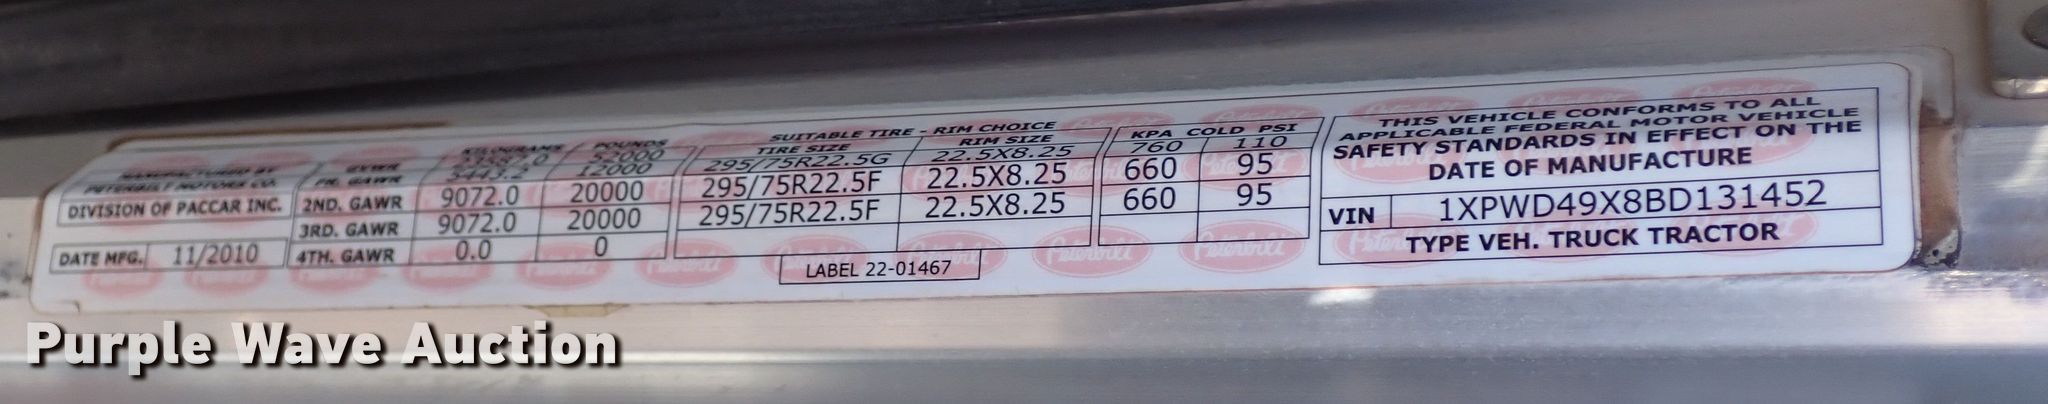 MANUFACTURED BY
PETERBILT MOTORS CO.
DIVISION OF PACCAR INC.
DATE MFG. 11/2010
KILOGRAMS POUNDS
GVWR 52000
FR. GAWR 5443.2 12000
2ND. GAWR 9072.0 20000
3RD. GAWR 9072.0 20000
4TH. GAWR 0.0 0
SUITABLE TIRE - RIM CHOICE
TIRE SIZE RIM SIZE KPA COLD PSI
295/75R22.5G 22.5X8.25 760 110
295/75R22.5F 22.5X8.25 660 95
295/75R22.5F 22.5X8.25 660 95
LABEL 22-01467
THIS VEHICLE CONFORMS TO ALL
APPLICABLE FEDERAL MOTOR VEHICLE
SAFETY STANDARDS IN EFFECT ON THE
DATE OF MANUFACTURE
VIN 1XPWD49X8BD131452
TYPE VEH. TRUCK TRACTOR
Peterbilt
Purple Wave Auction